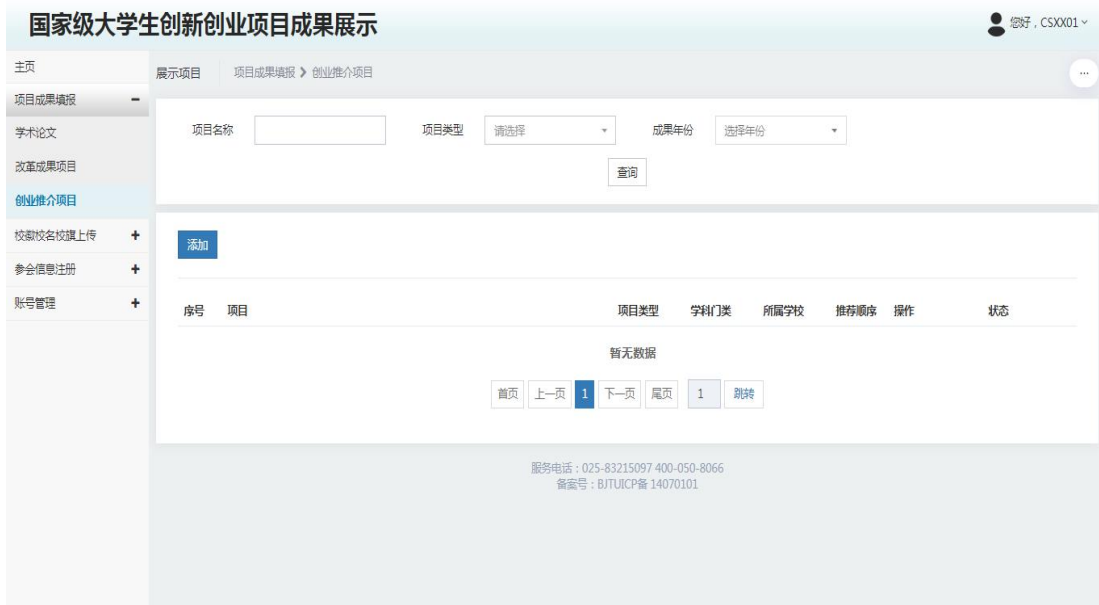 国家级大学生创新创业项目成果展示
您好，CSXX01
主页
项目成果填报
学术论文
改革成果项目
创业推介项目
校徽校名校旗上传
参会信息注册
账号管理
展示项目 项目成果填报 创业推介项目
项目名称 项目类型 请选择 成果年份 选择年份
查询
添加
序号 项目 项目类型 学科门类 所属学校 推荐顺序 操作 状态
暂无数据
首页 上一页 1 下一页 尾页 1 跳转
服务电话：025-83215097 400-050-8066
备案号：BJTUICP备 14070101